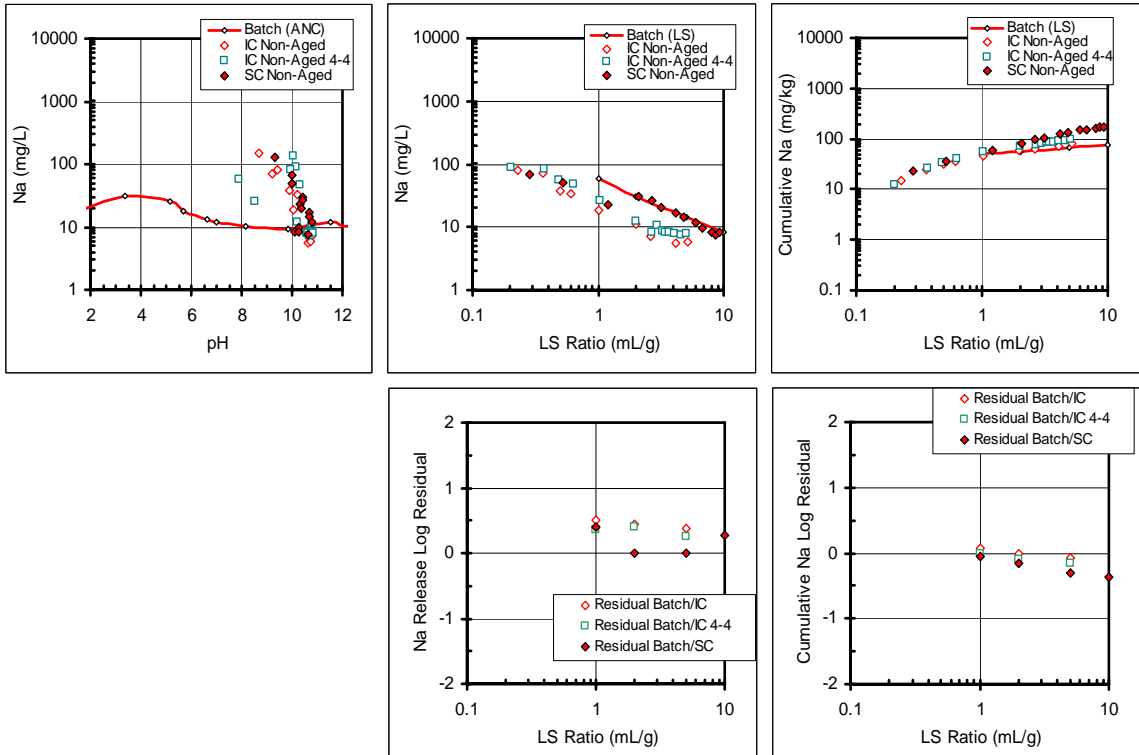 Batch (ANC)
IC Non-Aged
IC Non-Aged 4-4
SC Non-Aged
10000
1000
100
10
1
Na (mg/L)
2 4 6 8 10 12
pH
Batch (LS)
IC Non-Aged
IC Non-Aged 4-4
SC Non-Aged
10000
1000
100
10
1
Na (mg/L)
0.1 1 10
LS Ratio (mL/g)
Batch (LS)
IC Non-Aged
IC Non-Aged 4-4
SC Non-Aged
10000
1000
100
10
1
0.1
Cumulative Na (mg/kg)
0.1 1 10
LS Ratio (mL/g)
2
1
0
-1
-2
Na Release Log Residual
Residual Batch/IC
Residual Batch/IC 4-4
Residual Batch/SC
0.1 1 10
LS Ratio (mL/g)
Residual Batch/IC
Residual Batch/IC 4-4
Residual Batch/SC
2
1
0
-1
-2
Cumulative Na Log Residual
0.1 1 10
LS Ratio (mL/g)